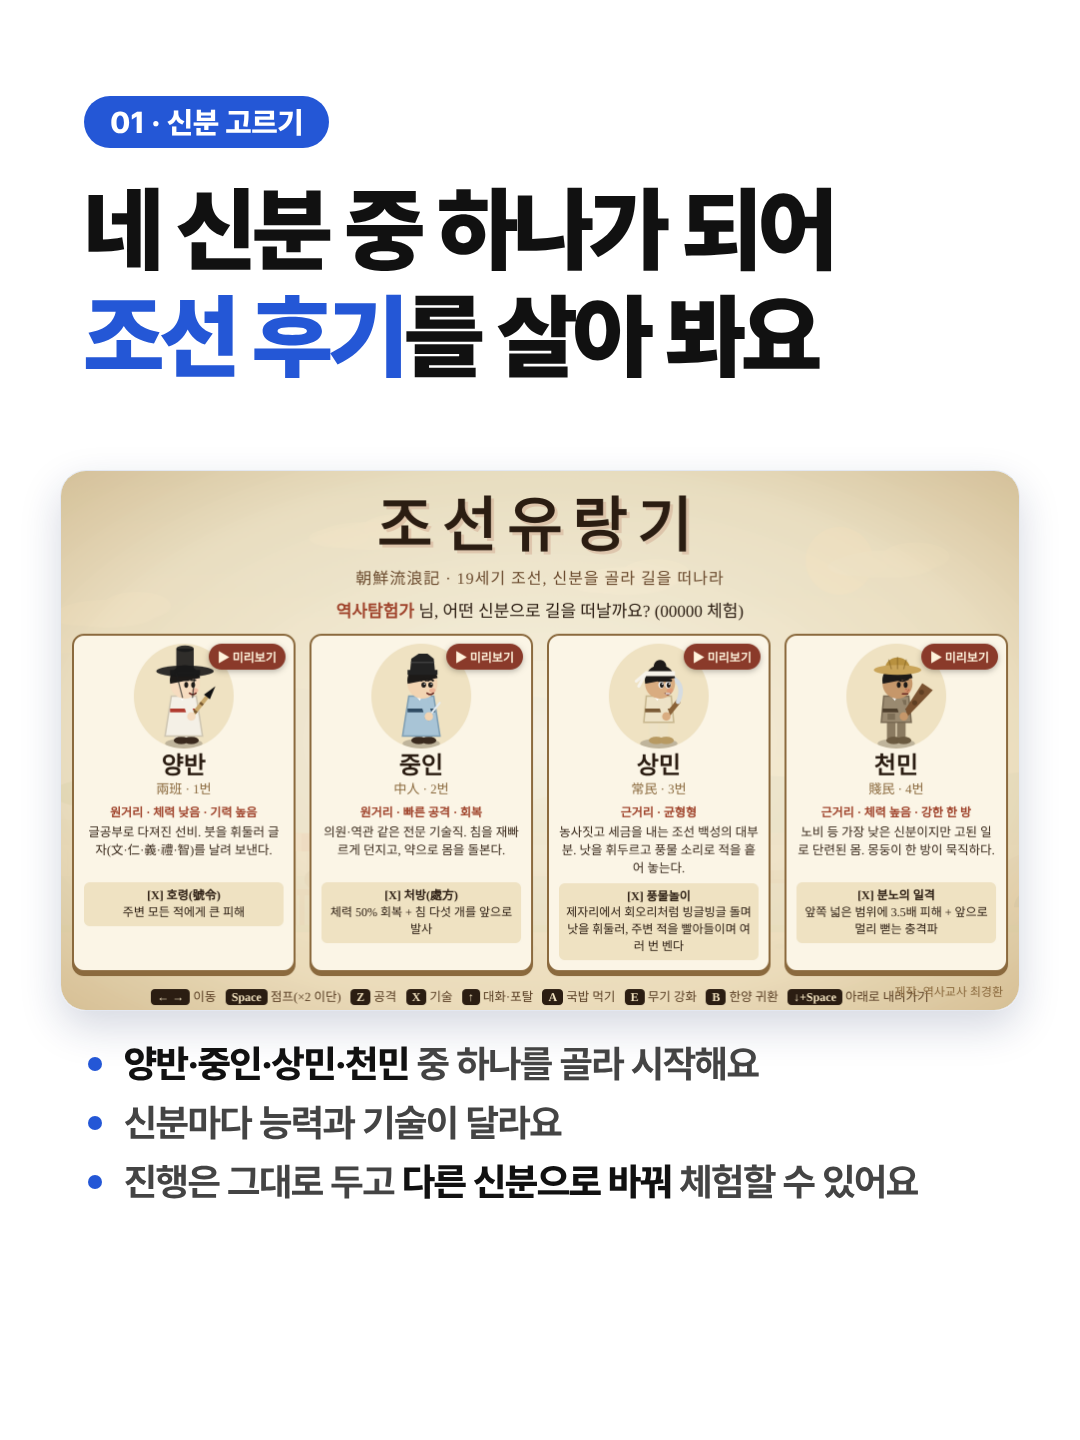 01 · 신분 고르기
네 신분 중 하나가 되어
조선 후기를 살아 봐요
조선유랑기
朝鮮流浪記 · 19세기 조선, 신분을 골라 길을 떠나라
역사탐험가 님, 어떤 신분으로 길을 떠날까요? (00000 체험)
▶ 미리보기
양반
兩班 · 1번
원거리 · 체력 낮음 · 기력 높음
글공부로 다져진 선비. 붓을 휘둘러 글
자(文·仁·義·禮·智)를 날려 보낸다.
[X] 호령(號令)
주변 모든 적에게 큰 피해
▶ 미리보기
중인
中人 · 2번
원거리 · 빠른 공격 · 회복
의원·역관 같은 전문 기술직. 침을 재빠
르게 던지고, 약으로 몸을 돌본다.
[X] 처방(處方)
체력 50% 회복 + 침 다섯 개를 앞으로
발사
▶ 미리보기
상민
常民 · 3번
근거리 · 균형형
농사짓고 세금을 내는 조선 백성의 대부
분. 낫을 휘두르고 풍물 소리로 적을 흩
어 놓는다.
[X] 풍물놀이
제자리에서 회오리처럼 빙글빙글 돌며
낫을 휘둘러, 주변 적을 빨아들이며 여
러 번 벤다
▶ 미리보기
천민
賤民 · 4번
근거리 · 체력 높음 · 강한 한 방
노비 등 가장 낮은 신분이지만 고된 일
로 단련된 몸. 몽둥이 한 방이 묵직하다.
[X] 분노의 일격
앞쪽 넓은 범위에 3.5배 피해 + 앞으로
멀리 뻗는 충격파
← → 이동 Space 점프(×2 이단) Z 공격 X 기술 ↑ 대화·포탈 A 국밥 먹기 E 무기 강화 B 한양 귀환 ↓+Space 아래로 내려가기
제작: 역사교사 최경환
양반·중인·상민·천민 중 하나를 골라 시작해요
신분마다 능력과 기술이 달라요
진행은 그대로 두고 다른 신분으로 바꿔 체험할 수 있어요